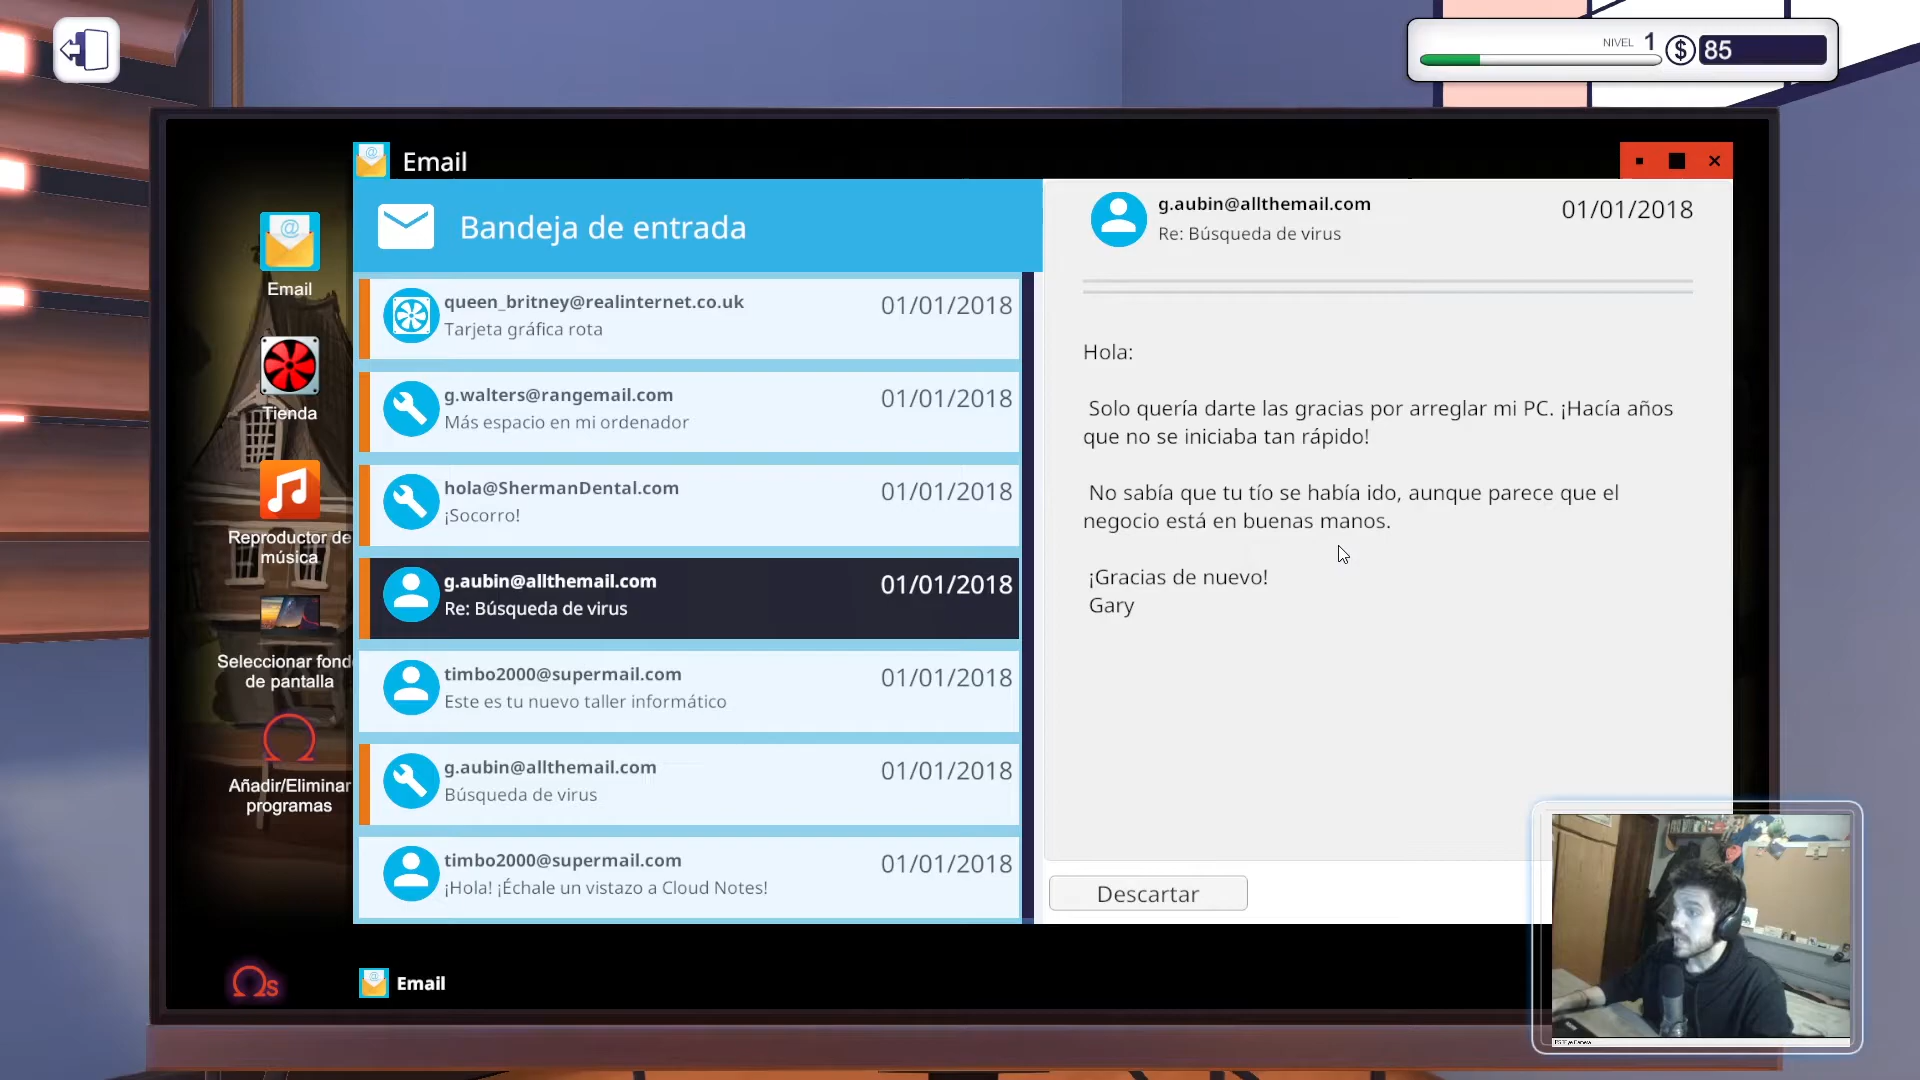 NIVEL 1
$ 85
Email
Bandeja de entrada
queen_britney@realinternet.co.uk 01/01/2018
Tarjeta gráfica rota
g.walters@rangemail.com 01/01/2018
Más espacio en mi ordenador
hola@ShermanDental.com 01/01/2018
¡Socorro!
g.aubin@allthemail.com 01/01/2018
Re: Búsqueda de virus
timbo2000@supermail.com 01/01/2018
Este es tu nuevo taller informático
g.aubin@allthemail.com 01/01/2018
Búsqueda de virus
timbo2000@supermail.com 01/01/2018
¡Hola! ¡Échale un vistazo a Cloud Notes!
g.aubin@allthemail.com 01/01/2018
Re: Búsqueda de virus
Hola:
Solo quería darte las gracias por arreglar mi PC. ¡Hacía años
que no se iniciaba tan rápido!
No sabía que tu tío se había ido, aunque parece que el
negocio está en buenas manos.
¡Gracias de nuevo!
Gary
Descartar
Email
Tienda
Reproductor de
música
Seleccionar fond
de pantalla
Añadir/Eliminar
programas
Ωs
Email